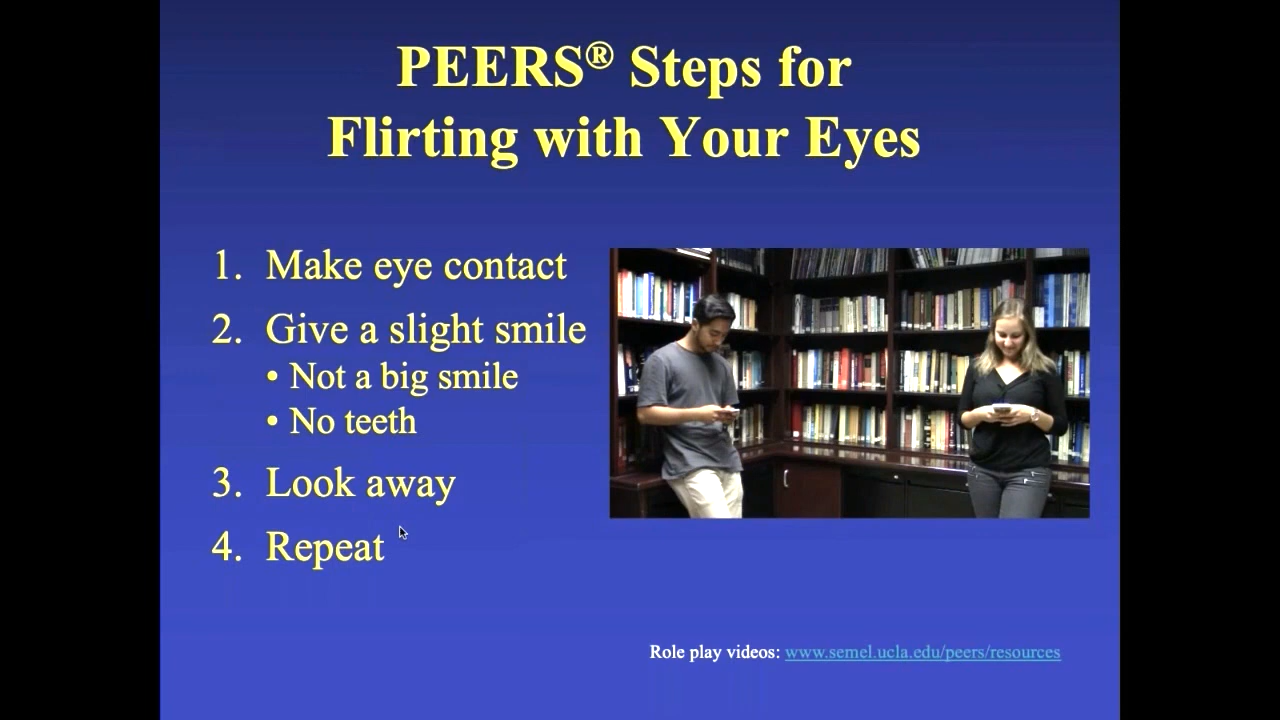 PEERS® Steps for
Flirting with Your Eyes
1. Make eye contact
2. Give a slight smile
• Not a big smile
• No teeth
3. Look away
4. Repeat
Role play videos: www.semel.ucla.edu/peers/resources